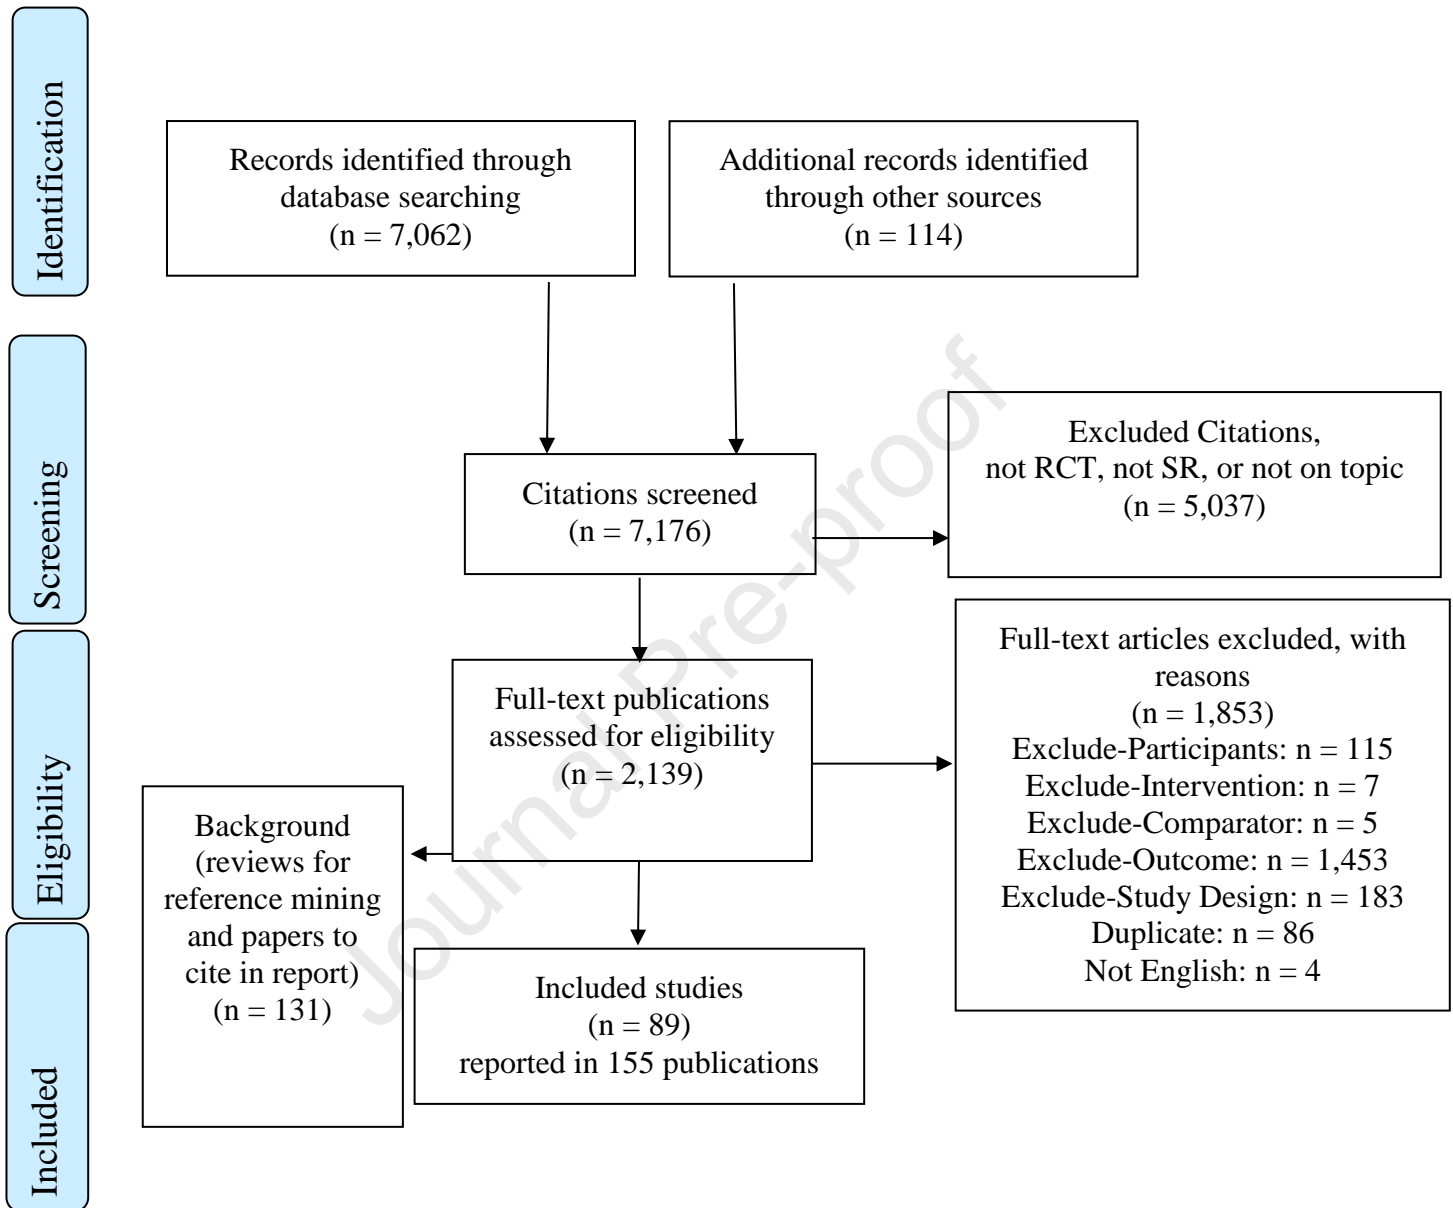 Identification
Records identified through
database searching
(n = 7,062)
Additional records identified
through other sources
(n = 114)
Screening
Citations screened
(n = 7,176)
Excluded Citations,
not RCT, not SR, or not on topic
(n = 5,037)
Eligibility
Full-text publications
assessed for eligibility
(n = 2,139)
Full-text articles excluded, with
reasons
(n = 1,853)
Exclude-Participants: n = 115
Exclude-Intervention: n = 7
Exclude-Comparator: n = 5
Exclude-Outcome: n = 1,453
Exclude-Study Design: n = 183
Duplicate: n = 86
Not English: n = 4
Background
(reviews for
reference mining
and papers to
cite in report)
(n = 131)
Included
Included studies
(n = 89)
reported in 155 publications
Journal Pre-proof